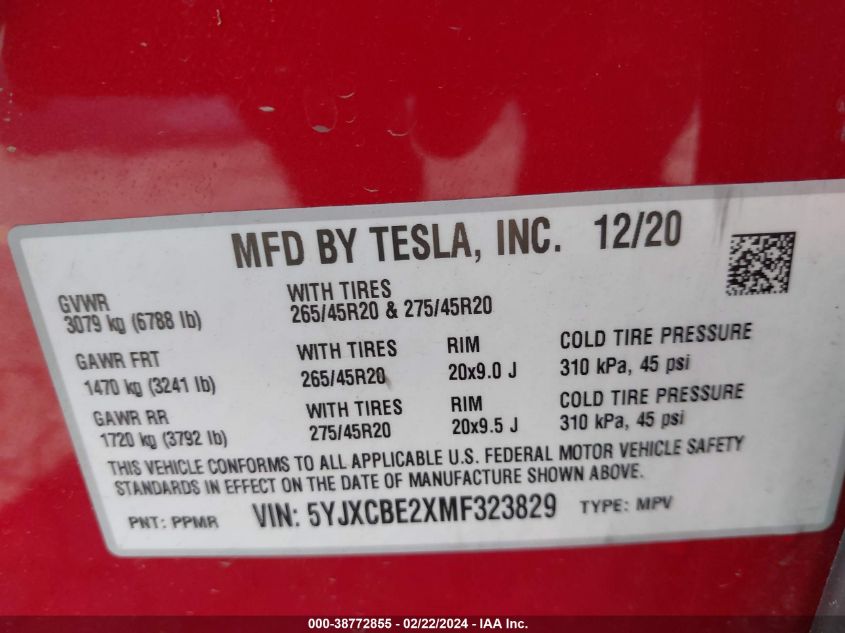 MFD BY TESLA, INC. 12/20
GVWR
3079 kg (6788 lb)
WITH TIRES
265/45R20 & 275/45R20
GAWR FRT
1470 kg (3241 lb)
WITH TIRES
265/45R20
RIM
20x9.0 J
COLD TIRE PRESSURE
310 kPa, 45 psi
GAWR RR
1720 kg (3792 lb)
WITH TIRES
275/45R20
RIM
20x9.5 J
COLD TIRE PRESSURE
310 kPa, 45 psi
THIS VEHICLE CONFORMS TO ALL APPLICABLE U.S. FEDERAL MOTOR VEHICLE SAFETY
STANDARDS IN EFFECT ON THE DATE OF MANUFACTURE SHOWN ABOVE.
PNT: PPMR VIN: 5YJXCBE2XMF323829 TYPE: MPV
000-38772855 - 02/22/2024 - IAA Inc.